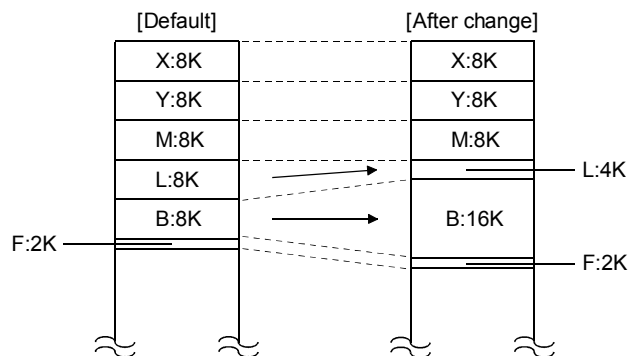 [Default]
[After change]
X:8K
X:8K
Y:8K
Y:8K
M:8K
M:8K
L:8K
L:4K
B:8K
B:16K
F:2K
F:2K